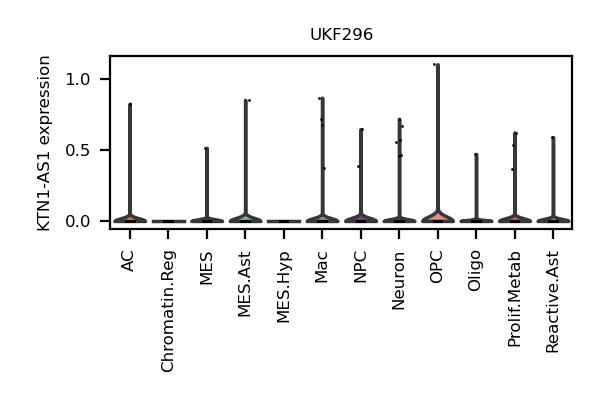 UKF296
KTN1-AS1 expression
1.0
0.5
0.0
AC
Chromatin.Reg
MES
MES.Ast
MES.Hyp
Mac
NPC
Neuron
OPC
Oligo
Prolif.Metab
Reactive.Ast